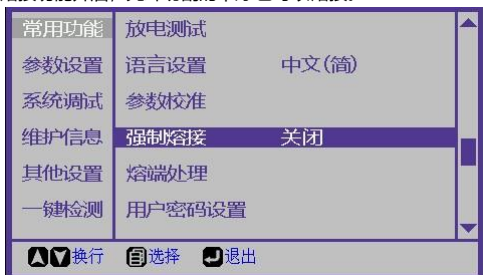 常用功能 放电测试
参数设置 语言设置 中文(简)
系统调试 参数校准
维护信息 强制熔接 关闭
其他设置 熔端处理
一键检测 用户密码设置
换行 选择 退出